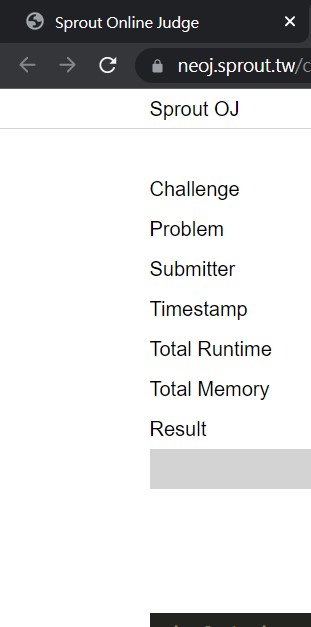 Sprout Online Judge
neoj.sprout.tw/c
Sprout OJ
Challenge
Problem
Submitter
Timestamp
Total Runtime
Total Memory
Result